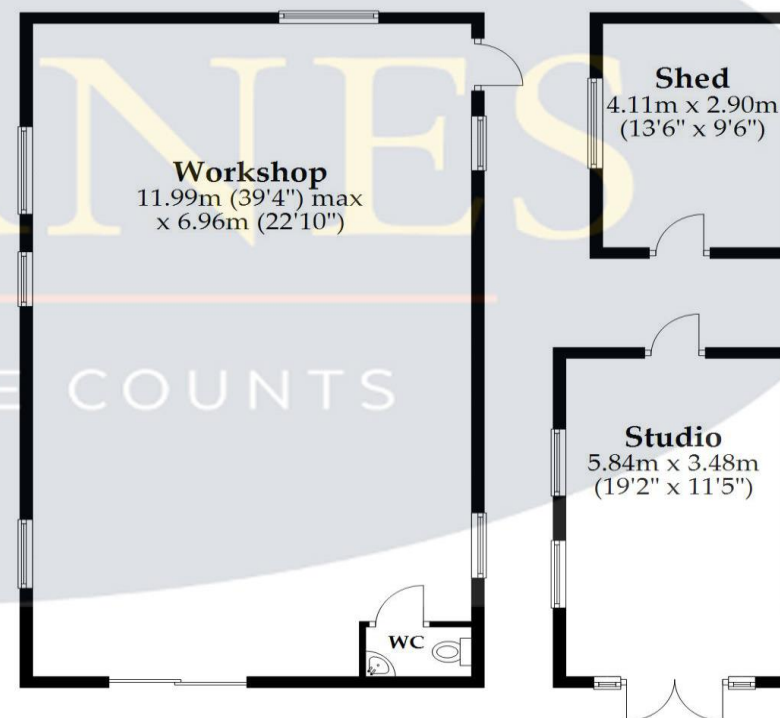 Workshop
11.99m (39'4") max
x 6.96m (22'10")
Shed
4.11m x 2.90m
(13'6" x 9'6")
Studio
5.84m x 3.48m
(19'2" x 11'5")
WC
COUNTS